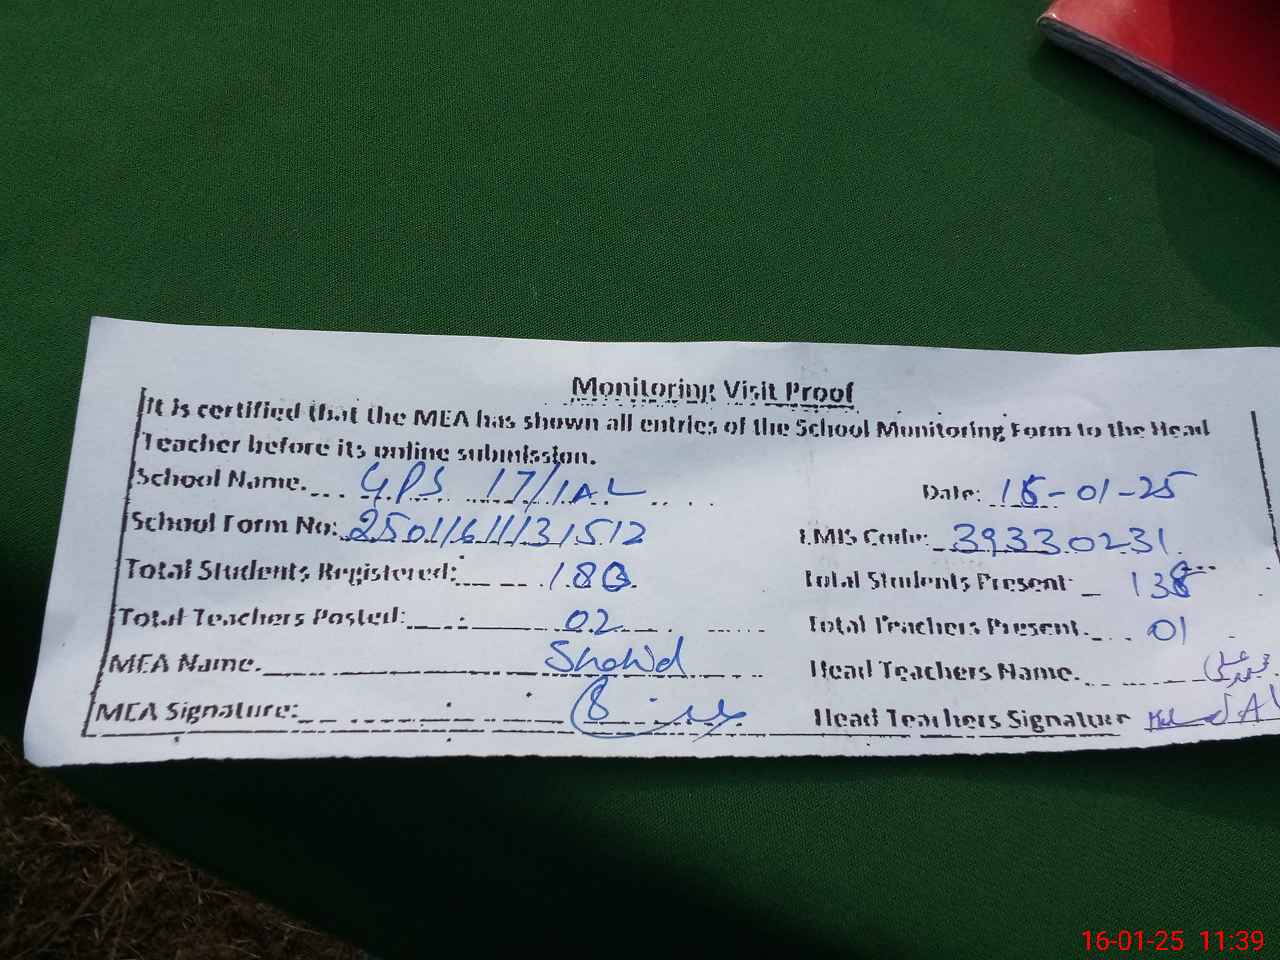 Monitoring Visit Proof
It is certified that the MEA has shown all entries of the School Monitoring Form to the Head
Teacher before its online submission.
School Name. GPS 17/1AL Date: 16-01-25
School Form No: 25011611131512 EMIS Code: 39330231
Total Students Registered: 180 Total Students Present 138
Total Teachers Posted: 02 Total Teachers Present. 01
MEA Name. Shahid Head Teachers Name. محمد علی
MEA Signature: Head Teachers Signature
16-01-25 11:39